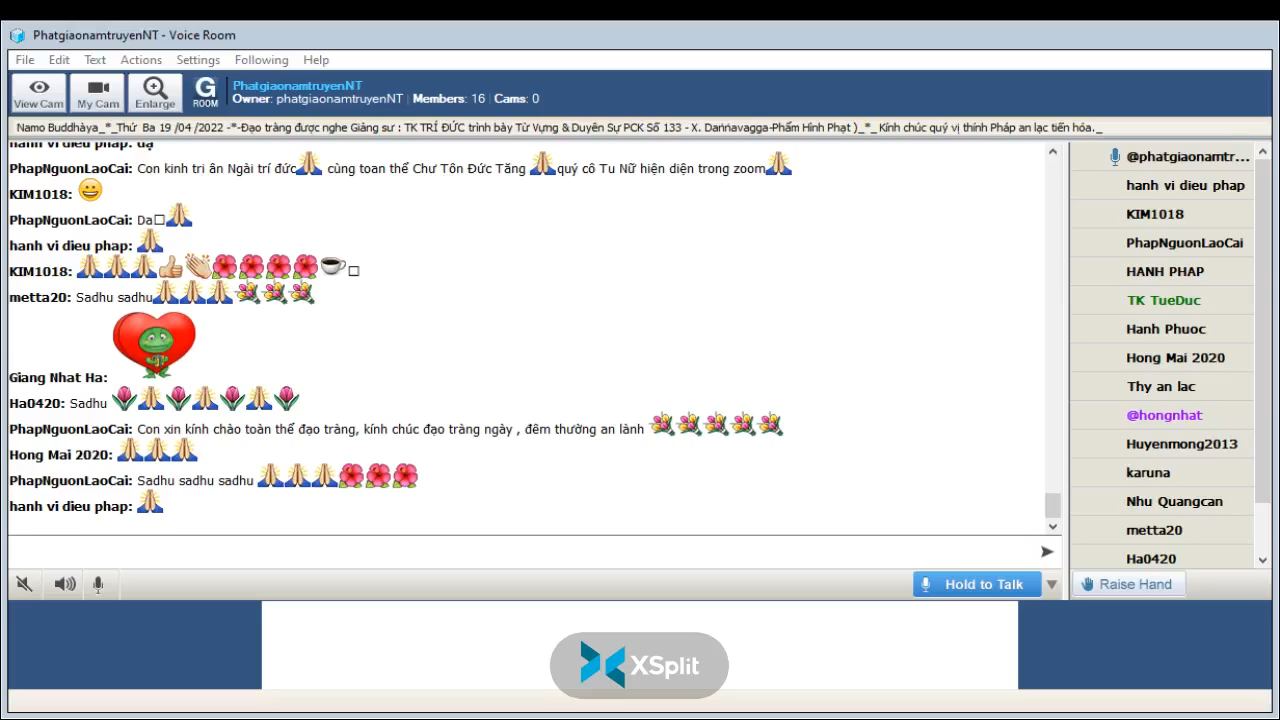 PhatgiaonamtruyenNT - Voice Room
File Edit Text Actions Settings Following Help
View Cam My Cam Enlarge G ROOM
PhatgiaonamtruyenNT
Owner: phatgiaonamtruyenNT | Members: 16 | Cams: 0
Namo Buddhàya_*_Thứ Ba 19 /04 /2022 -*-Đạo tràng được nghe Giảng sư : TK TRÍ ĐỨC trình bày Từ Vựng & Duyên Sự PCK Số 133 - X. Daṇṇavagga-Phẩm Hình Phạt )_*_ Kính chúc quý vị thính Pháp an lạc tiến hóa._
hanh vi dieu phap: dạ
PhapNguonLaoCai: Con kinh tri ân Ngài trí đức🙏 cùng toan thể Chư Tôn Đức Tăng 🙏quý cô Tu Nữ hiện diện trong zoom🙏
KIM1018: 😀
PhapNguonLaoCai: Da□🙏
hanh vi dieu phap: 🙏
KIM1018: 🙏🙏🙏👍👏🌺🌺🌺🌺☕□
metta20: Sadhu sadhu🙏🙏🙏💐💐💐
Giang Nhat Ha:
Ha0420: Sadhu 🌷🙏🌷🙏🌷🙏🌷
PhapNguonLaoCai: Con xin kính chào toàn thể đạo tràng, kính chúc đạo tràng ngày , đêm thường an lành 💐💐💐💐💐
Hong Mai 2020: 🙏🙏🙏
PhapNguonLaoCai: Sadhu sadhu sadhu 🙏🙏🙏🌺🌺🌺
hanh vi dieu phap: 🙏
@phatgiaonamtr...
hanh vi dieu phap
KIM1018
PhapNguonLaoCai
HANH PHAP
TK TueDuc
Hanh Phuoc
Hong Mai 2020
Thy an lac
@hongnhat
Huyenmong2013
karuna
Nhu Quangcan
metta20
Ha0420
Hold to Talk
Raise Hand
XSplit